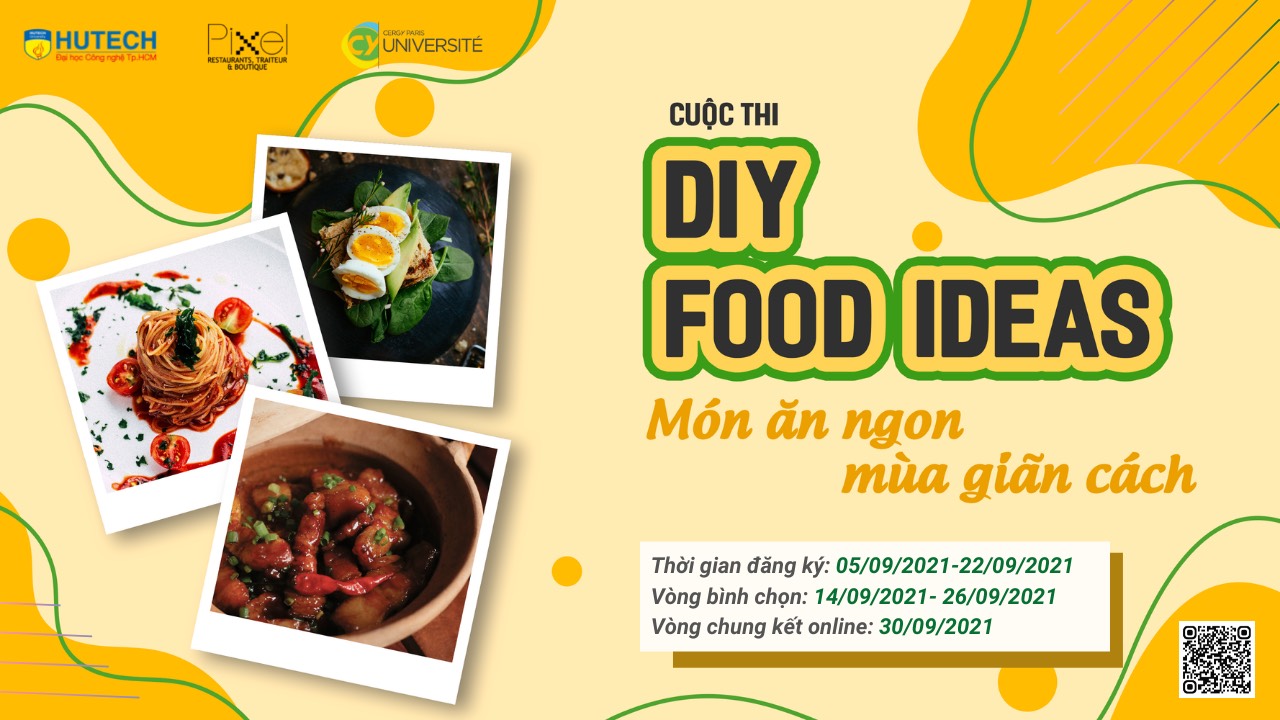 HUTECH
Đại học Công nghệ Tp.HCM
Pixel
RESTAURANTS, TRAITEUR
& BOUTIQUE
CY
CERGY PARIS
UNIVERSITÉ
CUỘC THI
DIY
FOOD IDEAS
Món ăn ngon
mùa giãn cách
Thời gian đăng ký: 05/09/2021-22/09/2021
Vòng bình chọn: 14/09/2021- 26/09/2021
Vòng chung kết online: 30/09/2021